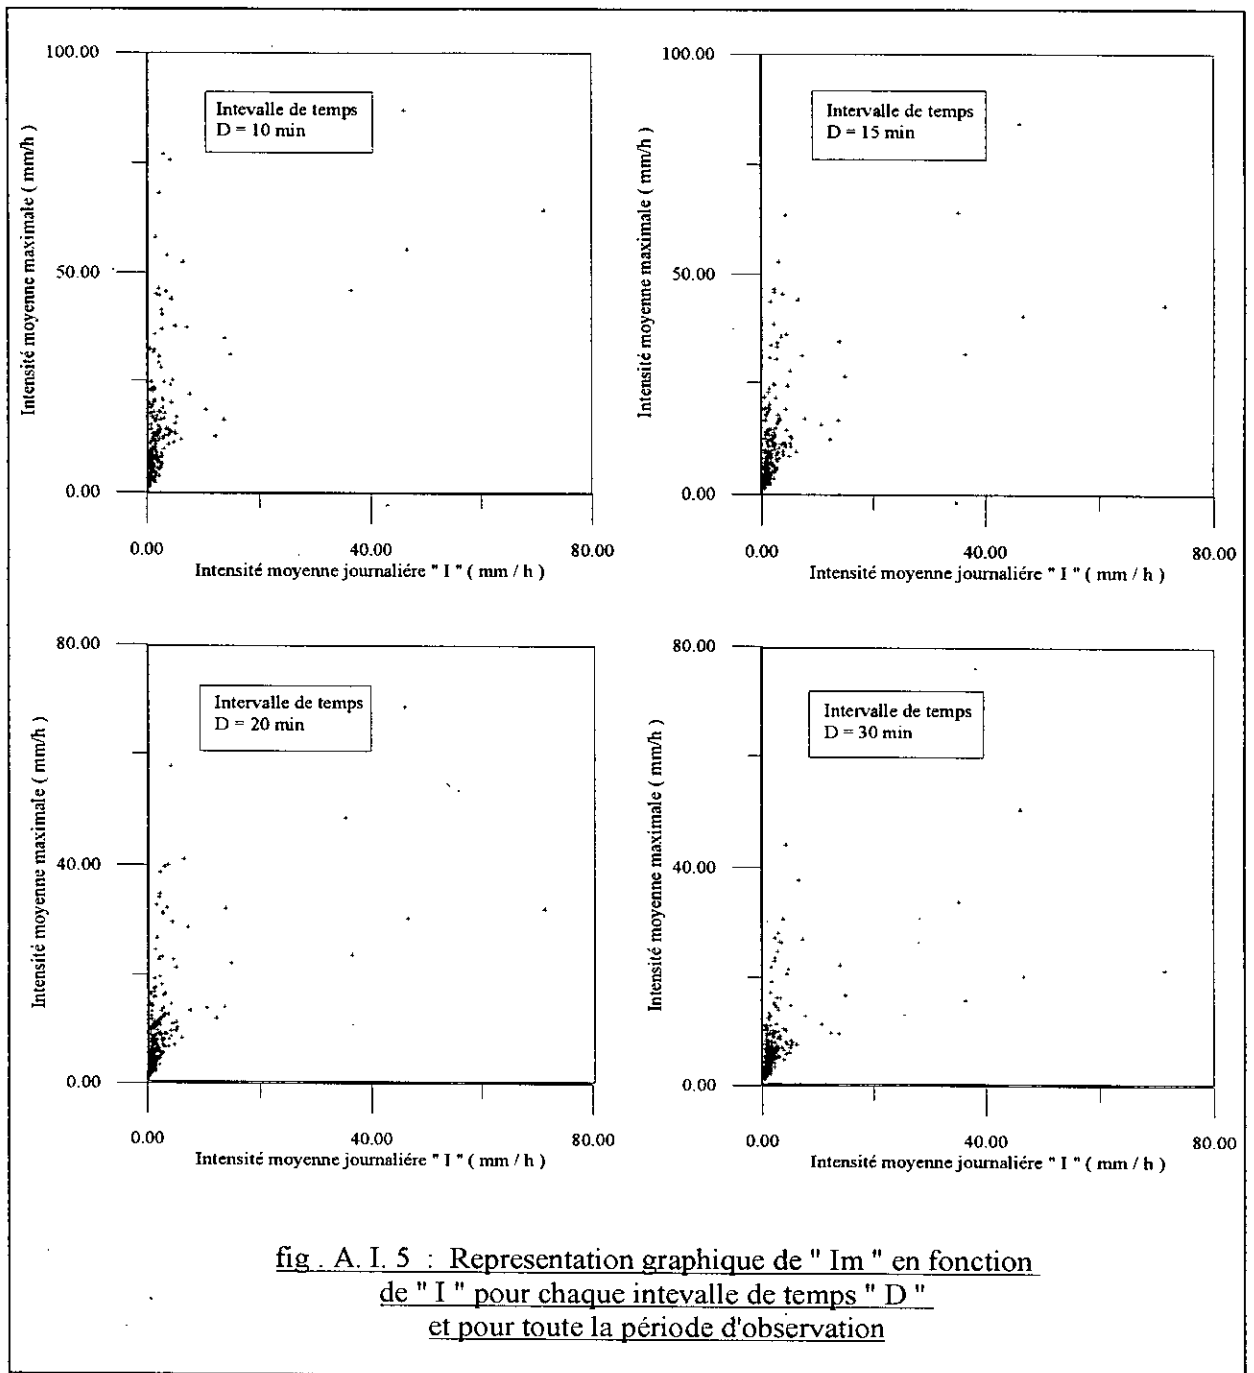 100.00
Intevalle de temps
D = 10 min
50.00
0.00
Intensité moyenne maximale ( mm/h )
0.00
40.00
80.00
Intensité moyenne journaliére " I " ( mm / h )
100.00
Intervalle de temps
D = 15 min
50.00
0.00
Intensité moyenne maximale ( mm/h )
0.00
40.00
80.00
Intensité moyenne journaliére " I " ( mm / h )
80.00
Intervalle de temps
D = 20 min
40.00
0.00
Intensité moyenne maximale ( mm/h )
0.00
40.00
80.00
Intensité moyenne journaliére " I " ( mm / h )
80.00
Intervalle de temps
D = 30 min
40.00
0.00
Intensité moyenne maximale ( mm/h )
0.00
40.00
80.00
Intensité moyenne journaliére " I " ( mm / h )
fig . A. I. 5 : Representation graphique de " Im " en fonction
de " I " pour chaque intevalle de temps " D "
et pour toute la période d'observation